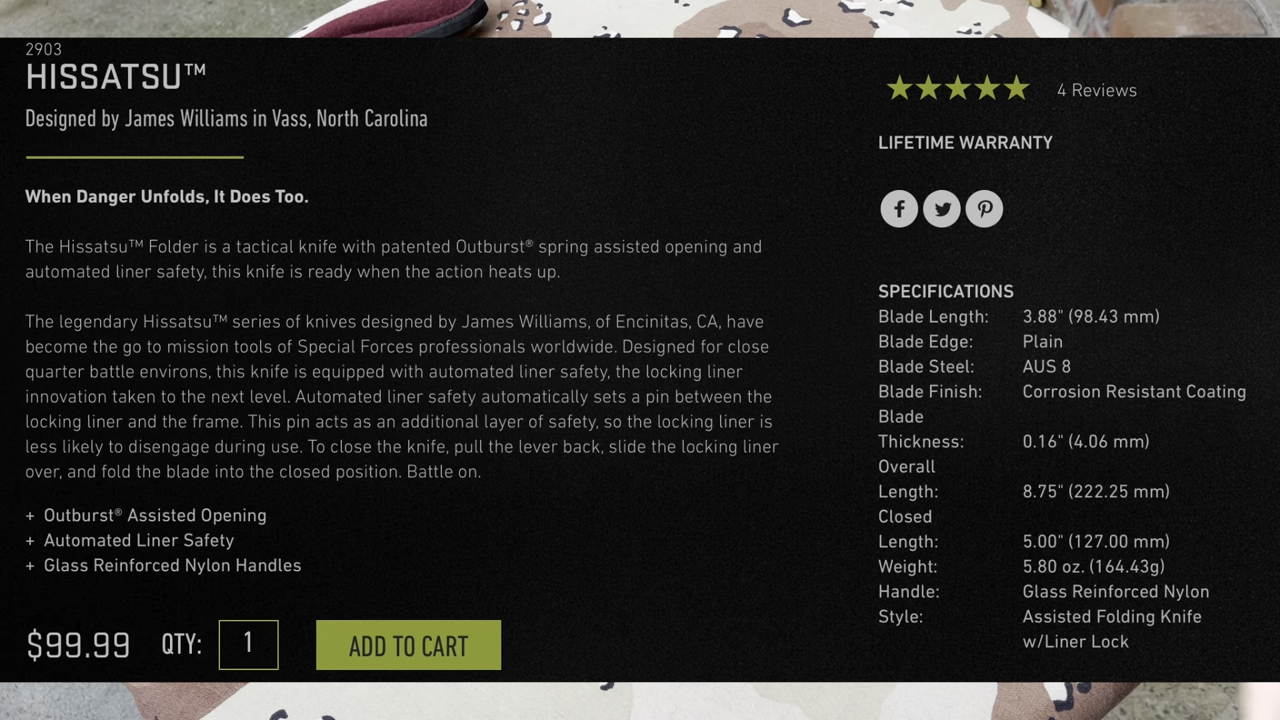 2903
HISSATSU™
Designed by James Williams in Vass, North Carolina
When Danger Unfolds, It Does Too.
The Hissatsu™ Folder is a tactical knife with patented Outburst® spring assisted opening and
automated liner safety, this knife is ready when the action heats up.
The legendary Hissatsu™ series of knives designed by James Williams, of Encinitas, CA, have
become the go to mission tools of Special Forces professionals worldwide. Designed for close
quarter battle environs, this knife is equipped with automated liner safety, the locking liner
innovation taken to the next level. Automated liner safety automatically sets a pin between the
locking liner and the frame. This pin acts as an additional layer of safety, so the locking liner is
less likely to disengage during use. To close the knife, pull the lever back, slide the locking liner
over, and fold the blade into the closed position. Battle on.
+ Outburst® Assisted Opening
+ Automated Liner Safety
+ Glass Reinforced Nylon Handles
$99.99 QTY: 1 ADD TO CART
4 Reviews
LIFETIME WARRANTY
SPECIFICATIONS
Blade Length: 3.88" (98.43 mm)
Blade Edge: Plain
Blade Steel: AUS 8
Blade Finish: Corrosion Resistant Coating
Blade
Thickness: 0.16" (4.06 mm)
Overall
Length: 8.75" (222.25 mm)
Closed
Length: 5.00" (127.00 mm)
Weight: 5.80 oz. (164.43g)
Handle: Glass Reinforced Nylon
Style: Assisted Folding Knife
w/Liner Lock